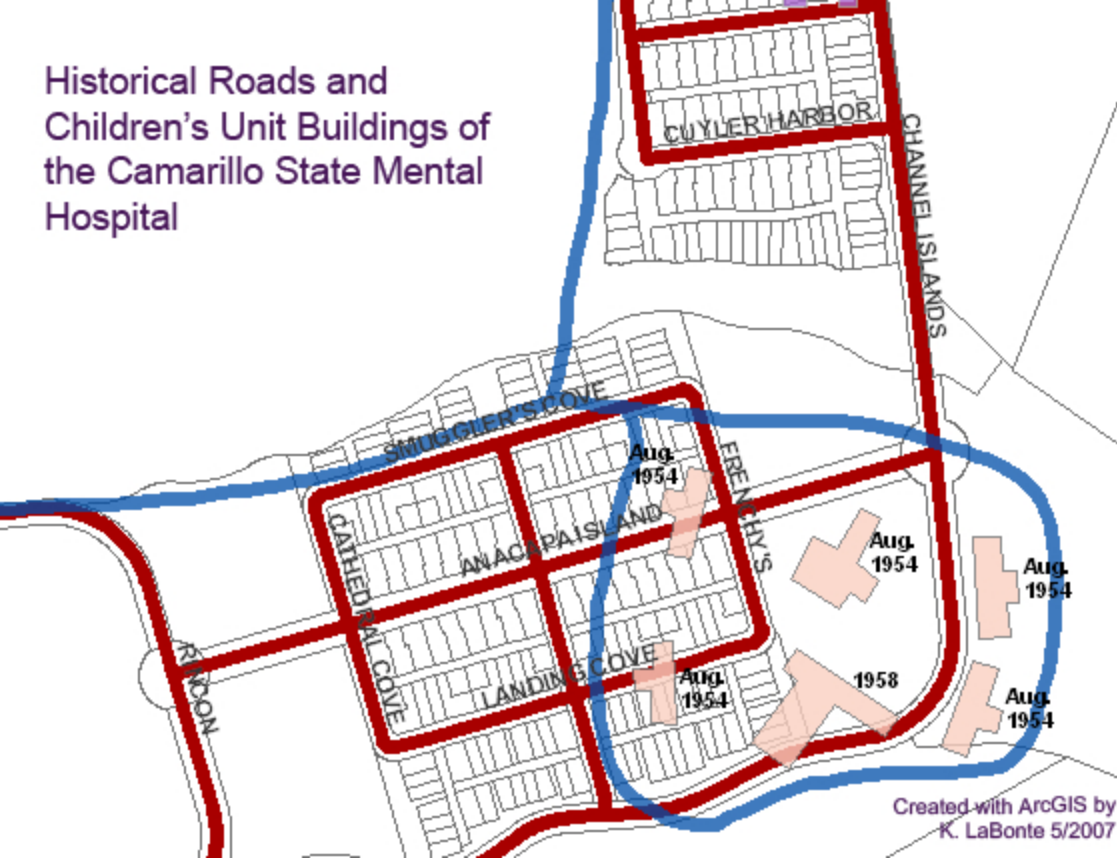 Historical Roads and
Children's Unit Buildings of
the Camarillo State Mental
Hospital
CUYLER HARBOR
CHANNEL ISLANDS
SMUGGLER'S COVE
FRENCHY'S
Aug.
1954
ANACAPA ISLAND
CATHEDRAL COVE
Aug.
1954
Aug.
1954
RINCON
LANDING COVE
Aug.
1954
1958
Aug.
1954
Created with ArcGIS by
K. LaBonte 5/2007